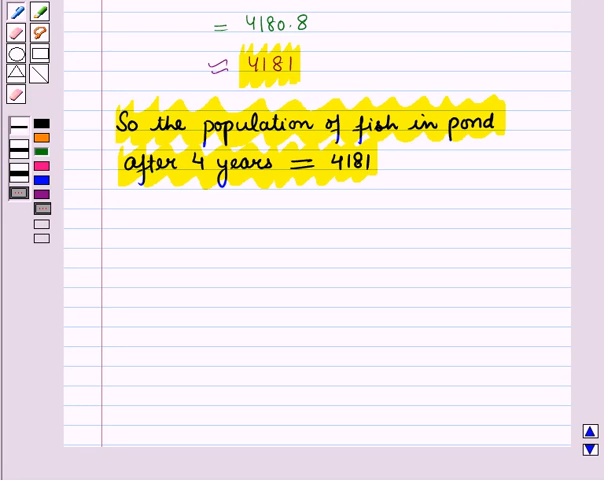 = 4180.8
≈ 4181
So the population of fish in pond
after 4 years = 4181